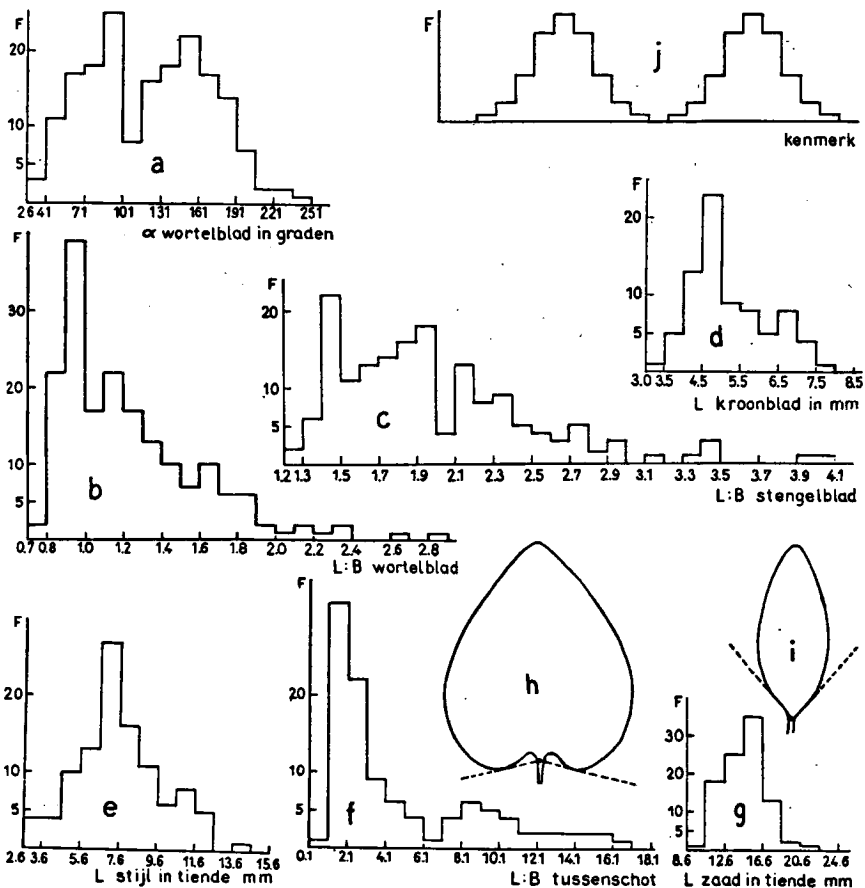 F
20
10
5
a
26 41 71 101 131 161 191 221 251
α wortelblad in graden
F
j
kenmerk
F
20
10
5
d
3.0 3.5 4.5 5.5 6.5 7.5 8.5
L kroonblad in mm
F
30
20
10
5
b
0.7 0.8 1.0 1.2 1.4 1.6 1.8 2.0 2.2 2.4 2.6 2.8
L:B wortelblad
F
20
10
5
c
1.2 1.3 1.5 1.7 1.9 2.1 2.3 2.5 2.7 2.9 3.1 3.3 3.5 3.7 3.9 4.1
L:B stengelblad
F
20
10
5
e
2.6 3.6 5.6 7.6 9.6 11.6 13.6 15.6
L stijl in tiende mm
F
20
10
5
f
0.1 2.1 4.1 6.1 8.1 10.1 12.1 14.1 16.1 18.1
L:B tussenschot
h
i
F
30
20
10
5
g
8.6 12.6 16.6 20.6 24.6
L zaad in tiende mm